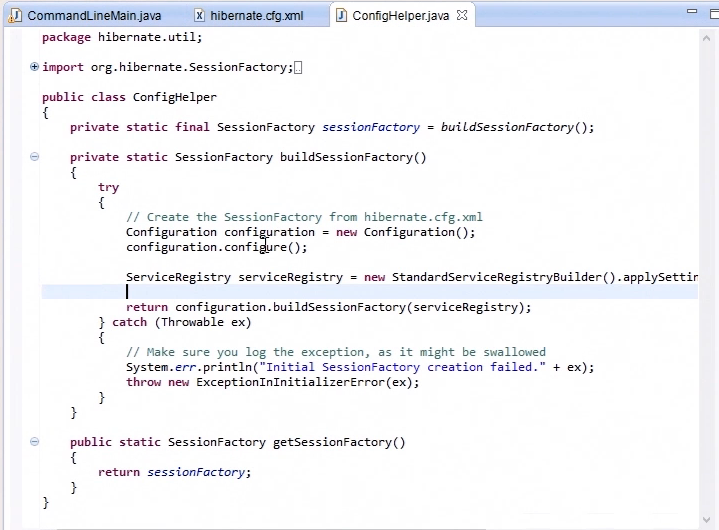 CommandLineMain.java hibernate.cfg.xml ConfigHelper.java
package hibernate.util;
import org.hibernate.SessionFactory;
public class ConfigHelper
{
private static final SessionFactory sessionFactory = buildSessionFactory();
private static SessionFactory buildSessionFactory()
{
try
{
// Create the SessionFactory from hibernate.cfg.xml
Configuration configuration = new Configuration();
configuration.configure();
ServiceRegistry serviceRegistry = new StandardServiceRegistryBuilder().applySettin
return configuration.buildSessionFactory(serviceRegistry);
} catch (Throwable ex)
{
// Make sure you log the exception, as it might be swallowed
System.err.println("Initial SessionFactory creation failed." + ex);
throw new ExceptionInInitializerError(ex);
}
}
public static SessionFactory getSessionFactory()
{
return sessionFactory;
}
}